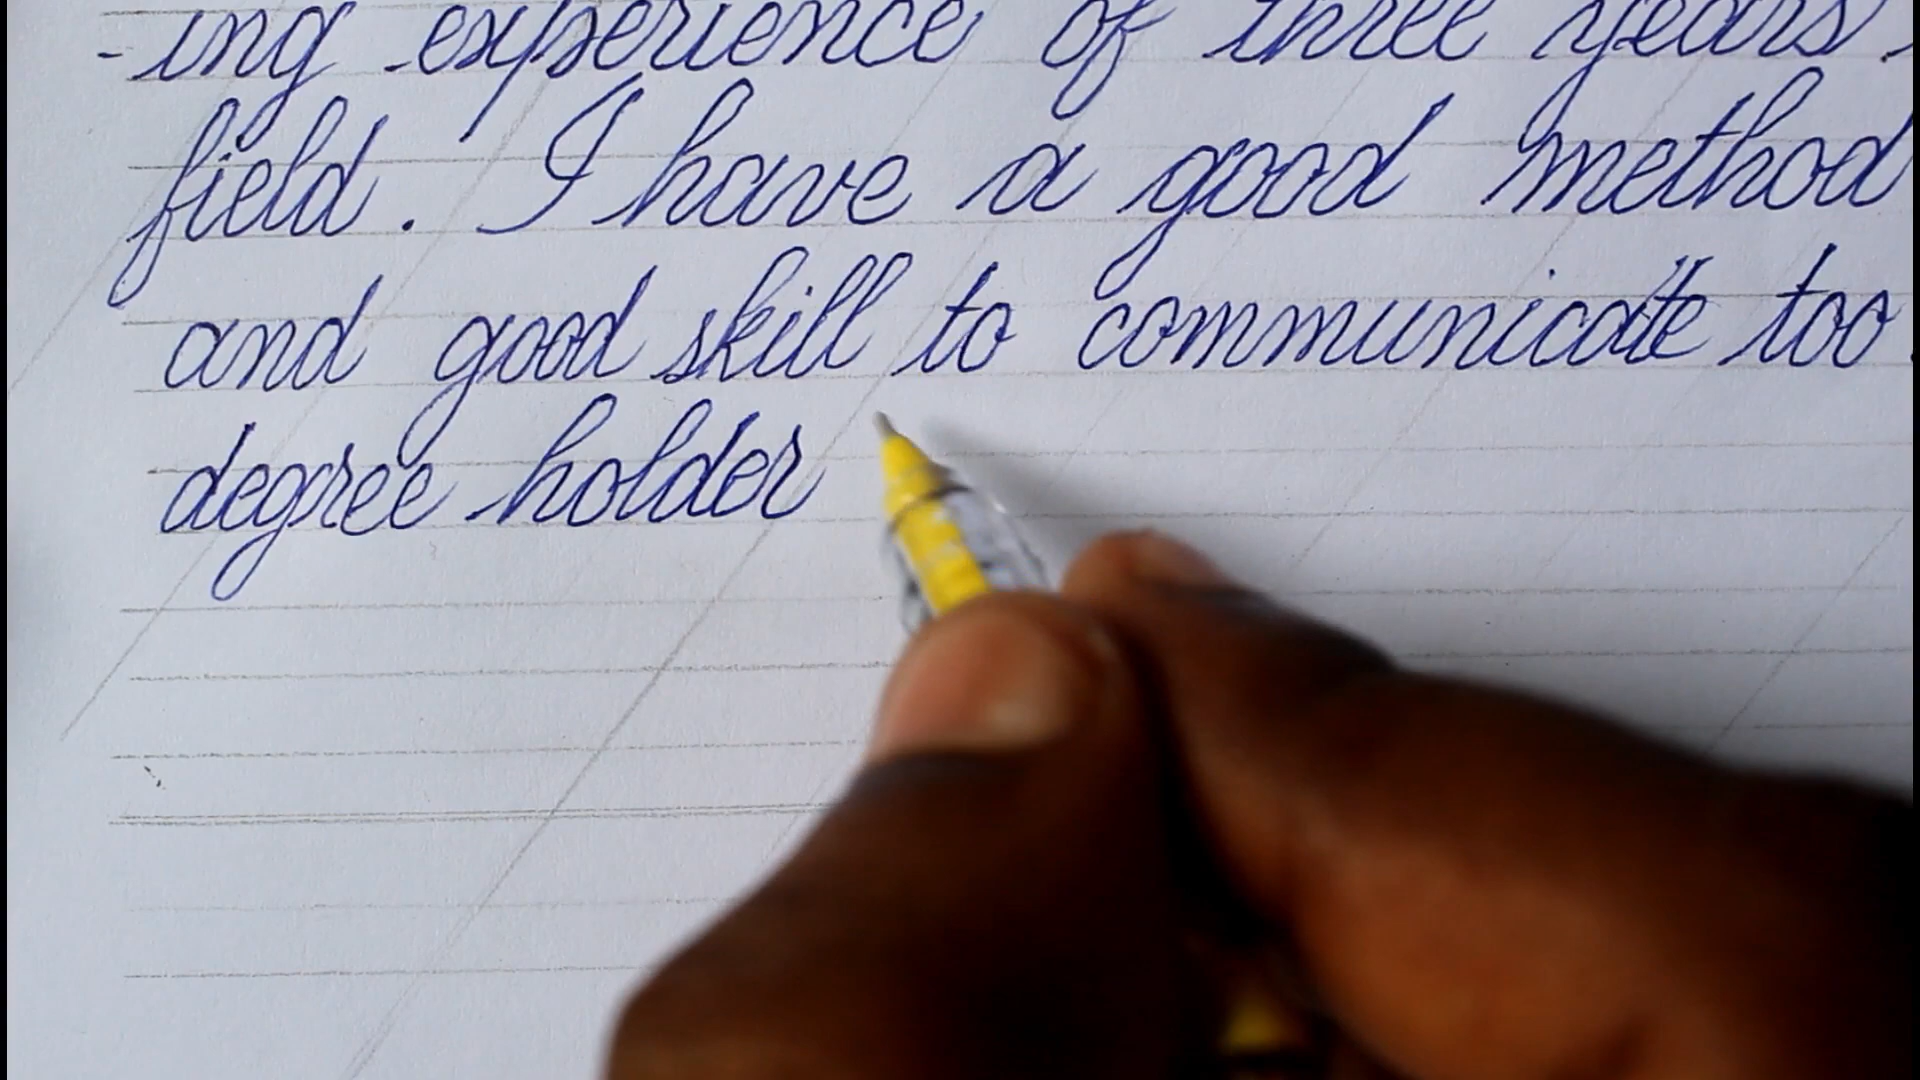 -ing experience of three years.
field. I have a good method
and good skill to communicate too.
degree holder